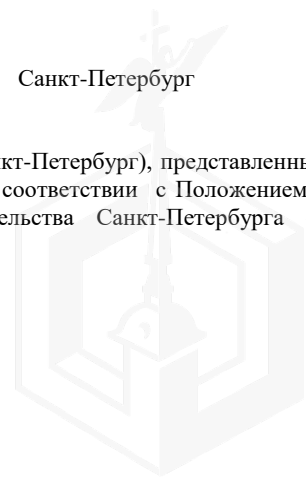 Санкт-Петербург
кт-Петербург), представленны
соответствии с Положением
ельства Санкт-Петербурга